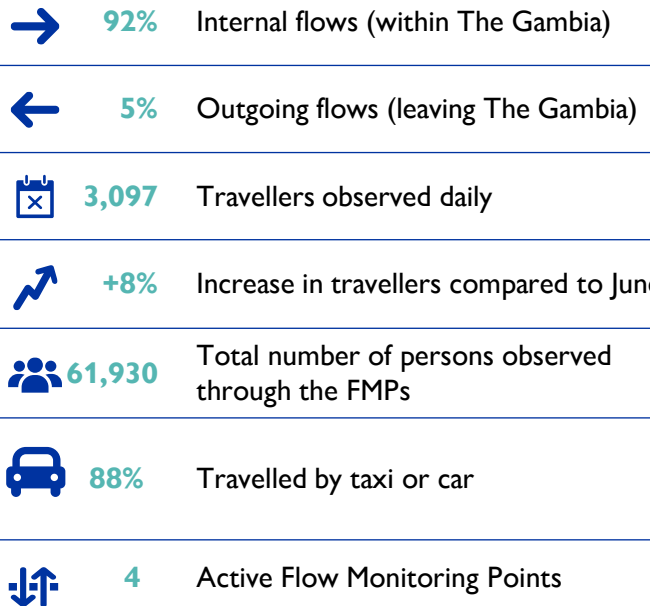 92% Internal flows (within The Gambia)
5% Outgoing flows (leaving The Gambia)
3,097 Travellers observed daily
+8% Increase in travellers compared to June
61,930 Total number of persons observed
through the FMPs
88% Travelled by taxi or car
4 Active Flow Monitoring Points